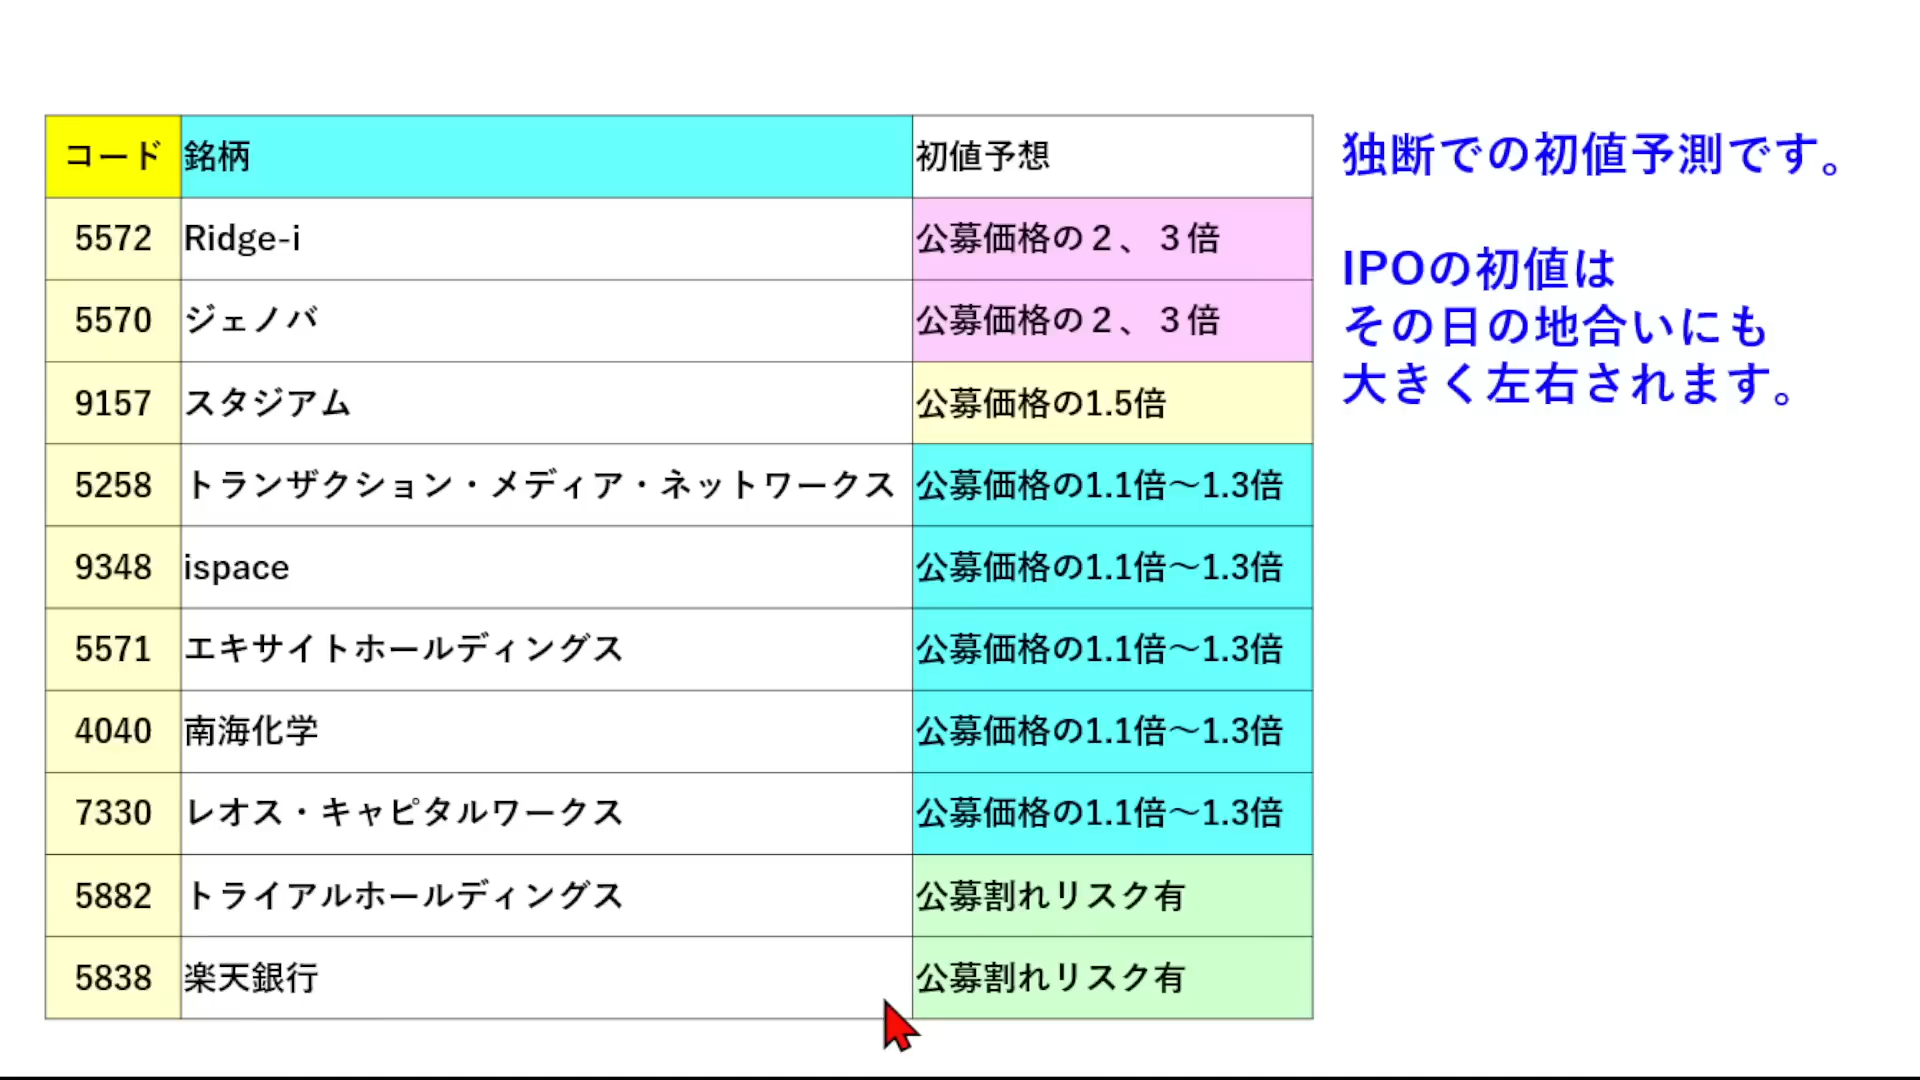 コード 銘柄 初値予想
5572 Ridge-i 公募価格の２、３倍
5570 ジェノバ 公募価格の２、３倍
9157 スタジアム 公募価格の1.5倍
5258 トランザクション・メディア・ネットワークス 公募価格の1.1倍～1.3倍
9348 ispace 公募価格の1.1倍～1.3倍
5571 エキサイトホールディングス 公募価格の1.1倍～1.3倍
4040 南海化学 公募価格の1.1倍～1.3倍
7330 レオス・キャピタルワークス 公募価格の1.1倍～1.3倍
5882 トライアルホールディングス 公募割れリスク有
5838 楽天銀行 公募割れリスク有
独断での初値予測です。
IPOの初値は
その日の地合いにも
大きく左右されます。